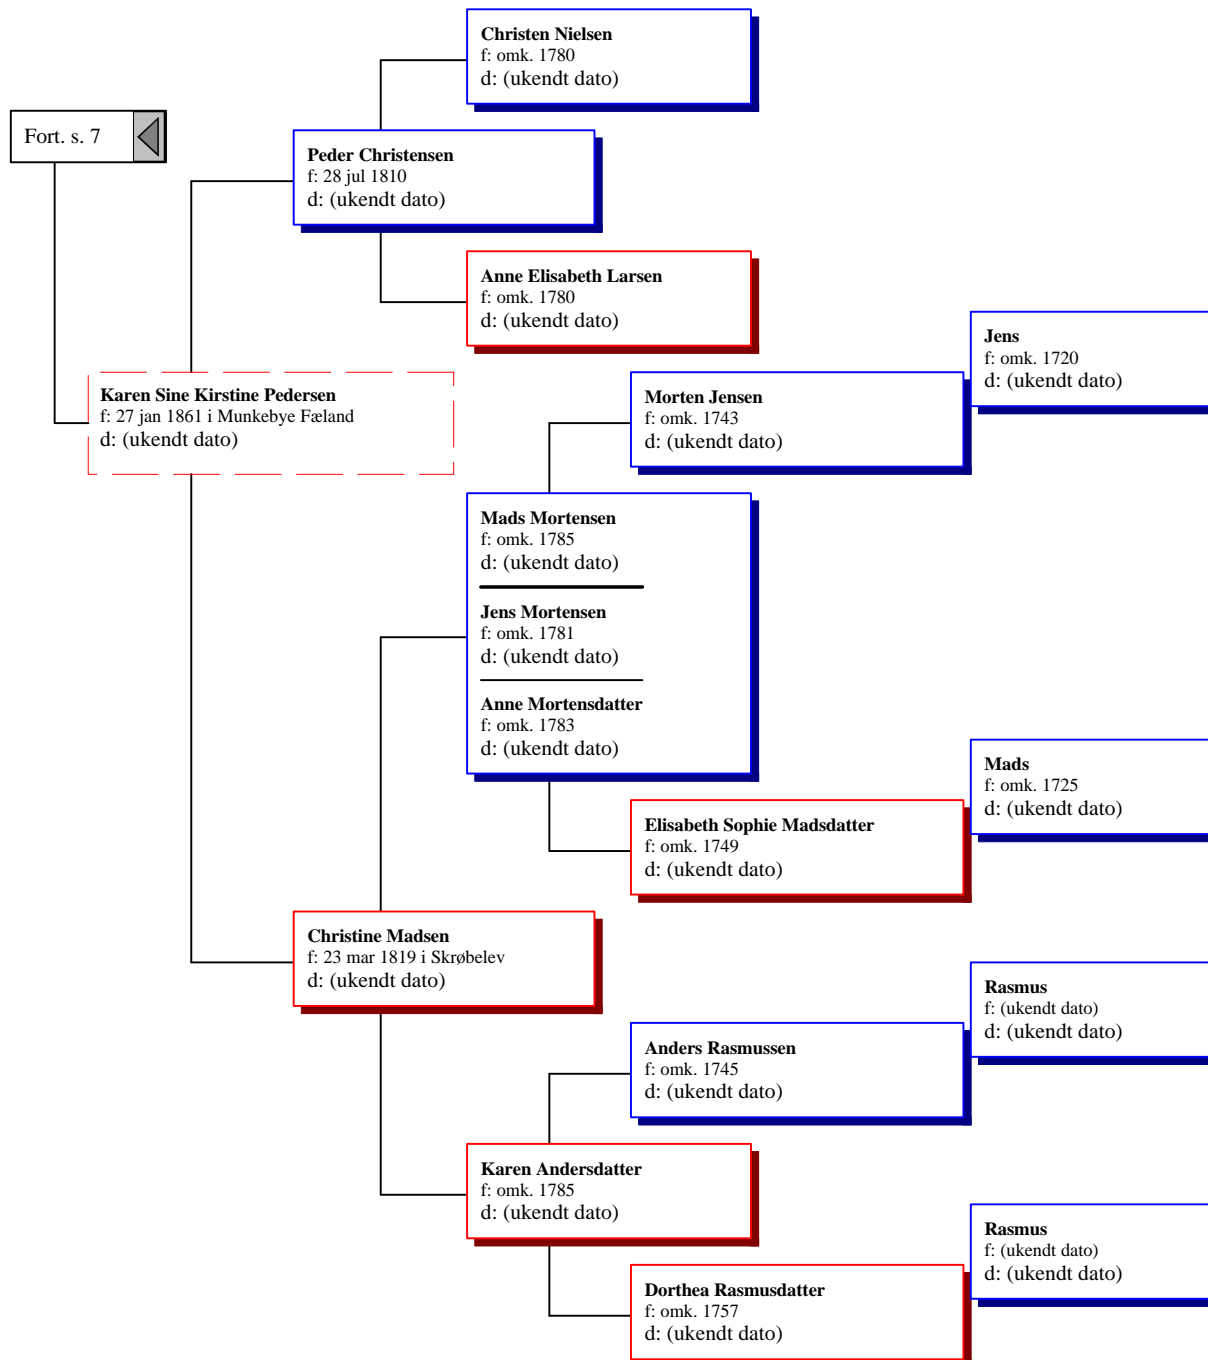 Christen Nielsen
f: omk. 1780
d: (ukendt dato)
Fort. s. 7
Peder Christensen
f: 28 jul 1810
d: (ukendt dato)
Anne Elisabeth Larsen
f: omk. 1780
d: (ukendt dato)
Jens
f: omk. 1720
d: (ukendt dato)
Karen Sine Kirstine Pedersen
f: 27 jan 1861 i Munkebye Fæland
d: (ukendt dato)
Morten Jensen
f: omk. 1743
d: (ukendt dato)
Mads Mortensen
f: omk. 1785
d: (ukendt dato)
Jens Mortensen
f: omk. 1781
d: (ukendt dato)
Anne Mortensdatter
f: omk. 1783
d: (ukendt dato)
Mads
f: omk. 1725
d: (ukendt dato)
Elisabeth Sophie Madsdatter
f: omk. 1749
d: (ukendt dato)
Christine Madsen
f: 23 mar 1819 i Skrøbelev
d: (ukendt dato)
Rasmus
f: (ukendt dato)
d: (ukendt dato)
Anders Rasmussen
f: omk. 1745
d: (ukendt dato)
Karen Andersdatter
f: omk. 1785
d: (ukendt dato)
Rasmus
f: (ukendt dato)
d: (ukendt dato)
Dorthea Rasmusdatter
f: omk. 1757
d: (ukendt dato)